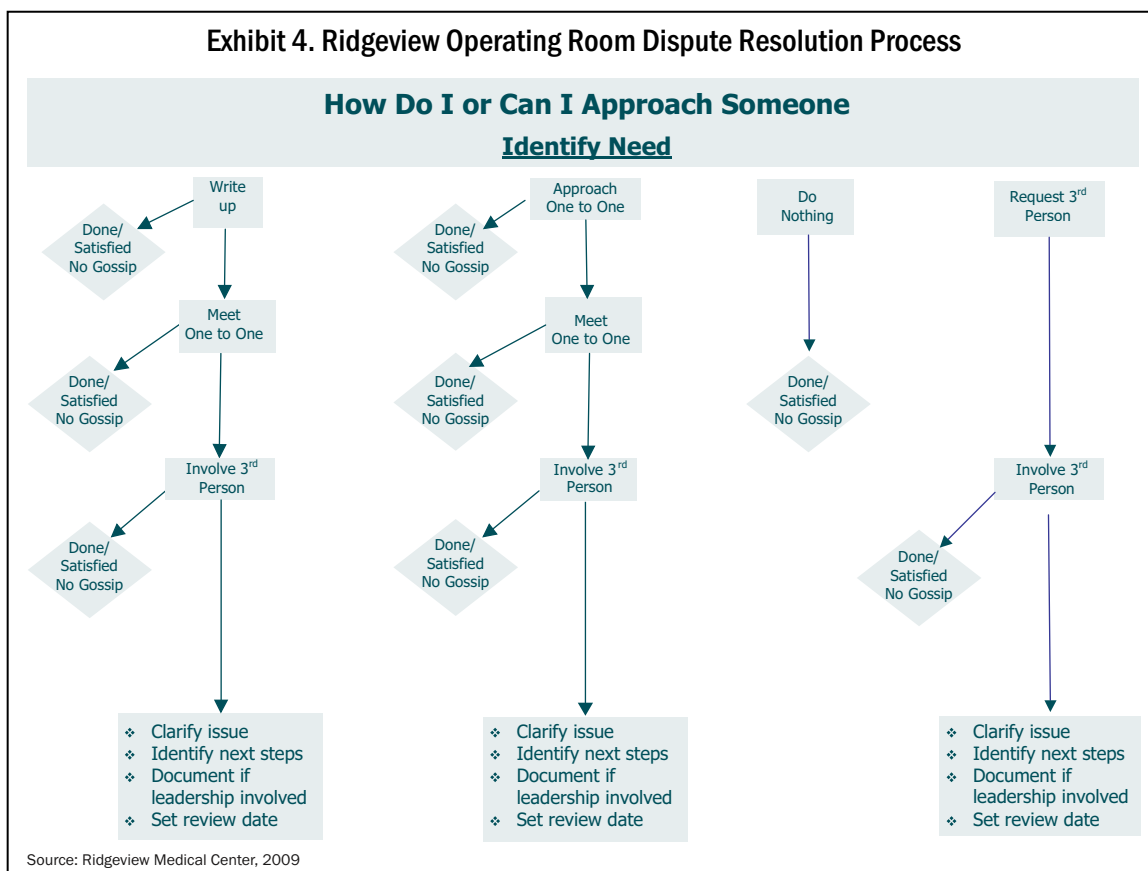 Exhibit 4. Ridgeview Operating Room Dispute Resolution Process
How Do I or Can I Approach Someone
Identify Need
Write
up
Done/
Satisfied
No Gossip
Meet
One to One
Done/
Satisfied
No Gossip
Involve 3rd
Person
Done/
Satisfied
No Gossip
❖ Clarify issue
❖ Identify next steps
❖ Document if
leadership involved
❖ Set review date
Approach
One to One
Done/
Satisfied
No Gossip
Meet
One to One
Done/
Satisfied
No Gossip
Involve 3rd
Person
Done/
Satisfied
No Gossip
❖ Clarify issue
❖ Identify next steps
❖ Document if
leadership involved
❖ Set review date
Do
Nothing
Done/
Satisfied
No Gossip
Request 3rd
Person
Involve 3rd
Person
Done/
Satisfied
No Gossip
❖ Clarify issue
❖ Identify next steps
❖ Document if
leadership involved
❖ Set review date
Source: Ridgeview Medical Center, 2009